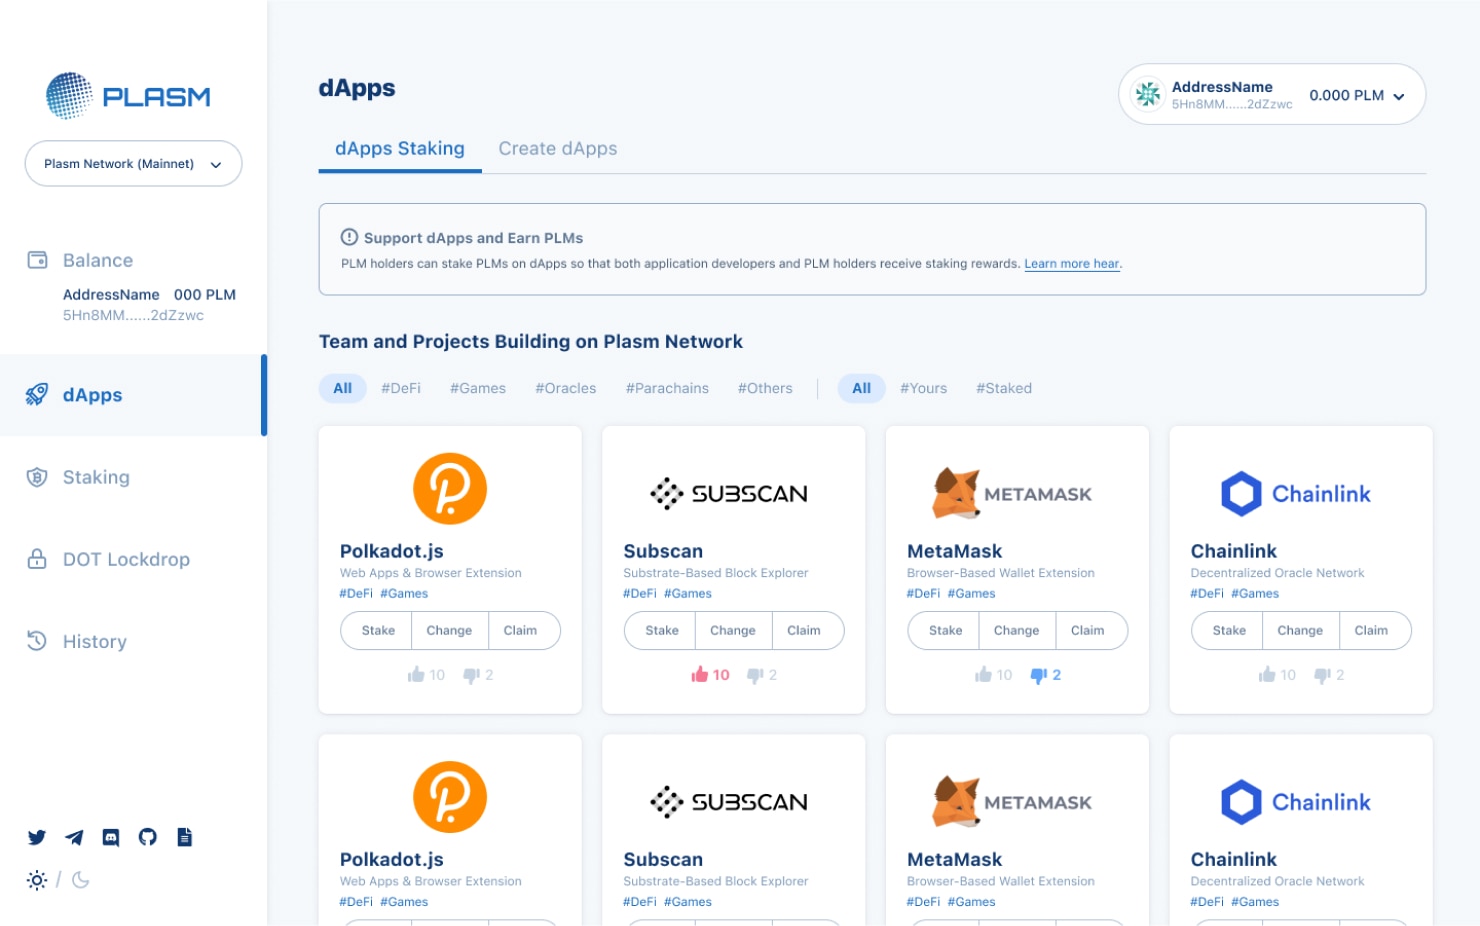 PLASM
Plasm Network (Mainnet)
Balance
AddressName 000 PLM
5Hn8MM......2dZzwc
dApps
Staking
DOT Lockdrop
History
/
dApps
AddressName
5Hn8MM......2dZzwc
0.000 PLM
dApps Staking Create dApps
Support dApps and Earn PLMs
PLM holders can stake PLMs on dApps so that both application developers and PLM holders receive staking rewards. Learn more hear.
Team and Projects Building on Plasm Network
All #DeFi #Games #Oracles #Parachains #Others All #Yours #Staked
Polkadot.js
Web Apps & Browser Extension
#DeFi #Games
Stake Change Claim
10 2
SUBSCAN
Subscan
Substrate-Based Block Explorer
#DeFi #Games
Stake Change Claim
10 2
METAMASK
MetaMask
Browser-Based Wallet Extension
#DeFi #Games
Stake Change Claim
10 2
Chainlink
Chainlink
Decentralized Oracle Network
#DeFi #Games
Stake Change Claim
10 2
Polkadot.js
Web Apps & Browser Extension
#DeFi #Games
SUBSCAN
Subscan
Substrate-Based Block Explorer
#DeFi #Games
METAMASK
MetaMask
Browser-Based Wallet Extension
#DeFi #Games
Chainlink
Chainlink
Decentralized Oracle Network
#DeFi #Games